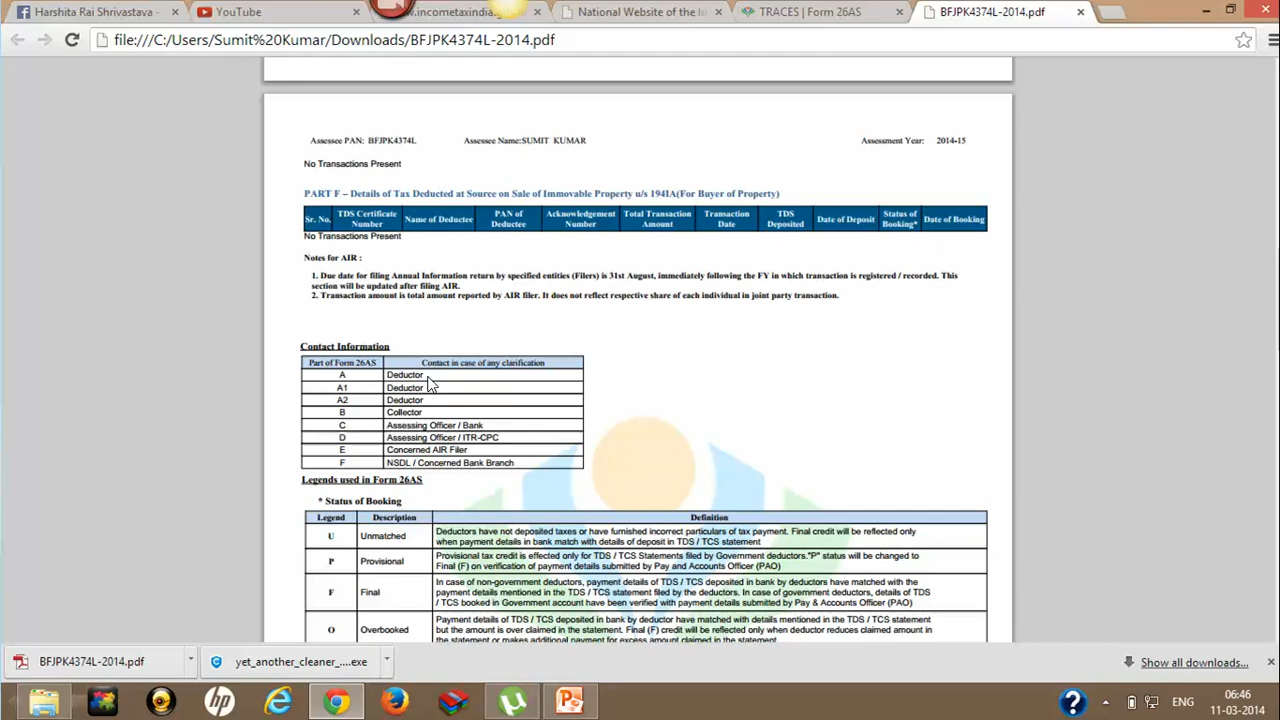 Harshita Rai Shrivastava -
YouTube
w.incometaxindia.g
National Website of the In
TRACES | Form 26AS
BFJPK4374L-2014.pdf
file:///C:/Users/Sumit%20Kumar/Downloads/BFJPK4374L-2014.pdf
Assessee PAN: BFJPK4374L Assessee Name:SUMIT KUMAR Assessment Year: 2014-15
No Transactions Present
PART F – Details of Tax Deducted at Source on Sale of Immovable Property u/s 194IA(For Buyer of Property)
Sr. No. TDS Certificate Number Name of Deductee PAN of Deductee Acknowledgement Number Total Transaction Amount Transaction Date TDS Deposited Date of Deposit Status of Booking* Date of Booking
No Transactions Present
Notes for AIR :
1. Due date for filing Annual Information return by specified entities (Filers) is 31st August, immediately following the FY in which transaction is registered / recorded. This
section will be updated after filing AIR.
2. Transaction amount is total amount reported by AIR filer. It does not reflect respective share of each individual in joint party transaction.
Contact Information
Part of Form 26AS Contact in case of any clarification
A Deductor
A1 Deductor
A2 Deductor
B Collector
C Assessing Officer / Bank
D Assessing Officer / ITR-CPC
E Concerned AIR Filer
F NSDL / Concerned Bank Branch
Legends used in Form 26AS
* Status of Booking
Legend Description Definition
U Unmatched Deductors have not deposited taxes or have furnished incorrect particulars of tax payment. Final credit will be reflected only
when payment details in bank match with details of deposit in TDS / TCS statement
P Provisional Provisional tax credit is effected only for TDS / TCS Statements filed by Government deductors."P" status will be changed to
Final (F) on verification of payment details submitted by Pay and Accounts Officer (PAO)
F Final In case of non-government deductors, payment details of TDS / TCS deposited in bank by deductors have matched with the
payment details mentioned in the TDS / TCS statement filed by the deductors. In case of government deductors, details of TDS
/ TCS booked in Government account have been verified with payment details submitted by Pay & Accounts Officer (PAO)
O Overbooked Payment details of TDS / TCS deposited in bank by deductor have matched with details mentioned in the TDS / TCS statement
but the amount is over claimed in the statement. Final (F) credit will be reflected only when deductor reduces claimed amount in
the statement or makes additional payment for excess amount claimed in the statement
BFJPK4374L-2014.pdf
yet_another_cleaner_....exe
Show all downloads...
hp
ENG
06:46
11-03-2014